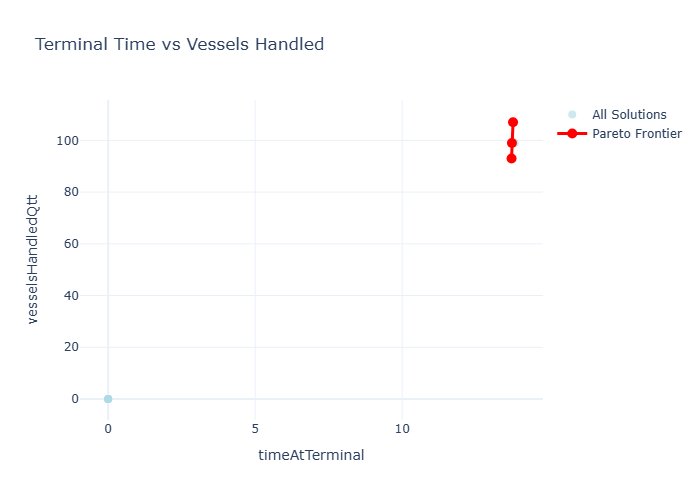 Terminal Time vs Vessels Handled
All Solutions
Pareto Frontier
vesselsHandledQtt
100
80
60
40
20
0
0 5 10
timeAtTerminal